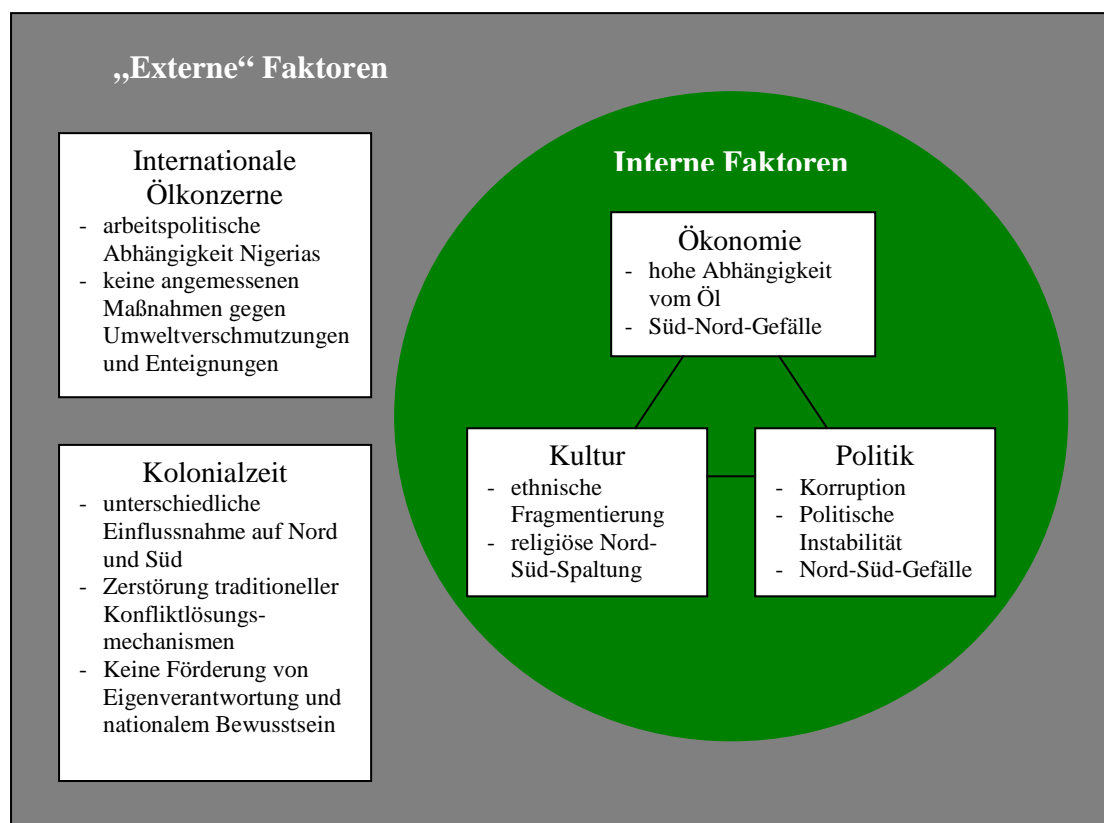 „Externe“ Faktoren
Internationale
Ölkonzerne
- arbeitspolitische
Abhängigkeit Nigerias
- keine angemessenen
Maßnahmen gegen
Umweltverschmutzungen
und Enteignungen
Kolonialzeit
- unterschiedliche
Einflussnahme auf Nord
und Süd
- Zerstörung traditioneller
Konfliktlösungs-
mechanismen
- Keine Förderung von
Eigenverantwortung und
nationalem Bewusstsein
Interne Faktoren
Ökonomie
- hohe Abhängigkeit
vom Öl
- Süd-Nord-Gefälle
Kultur
- ethnische
Fragmentierung
- religiöse Nord-
Süd-Spaltung
Politik
- Korruption
- Politische
Instabilität
- Nord-Süd-Gefälle